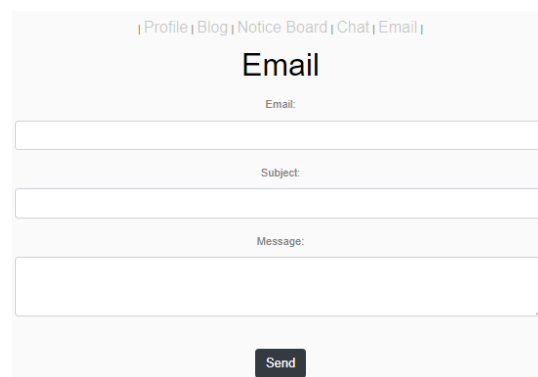 | Profile | Blog | Notice Board | Chat | Email |
Email
Email:
Subject:
Message:
Send